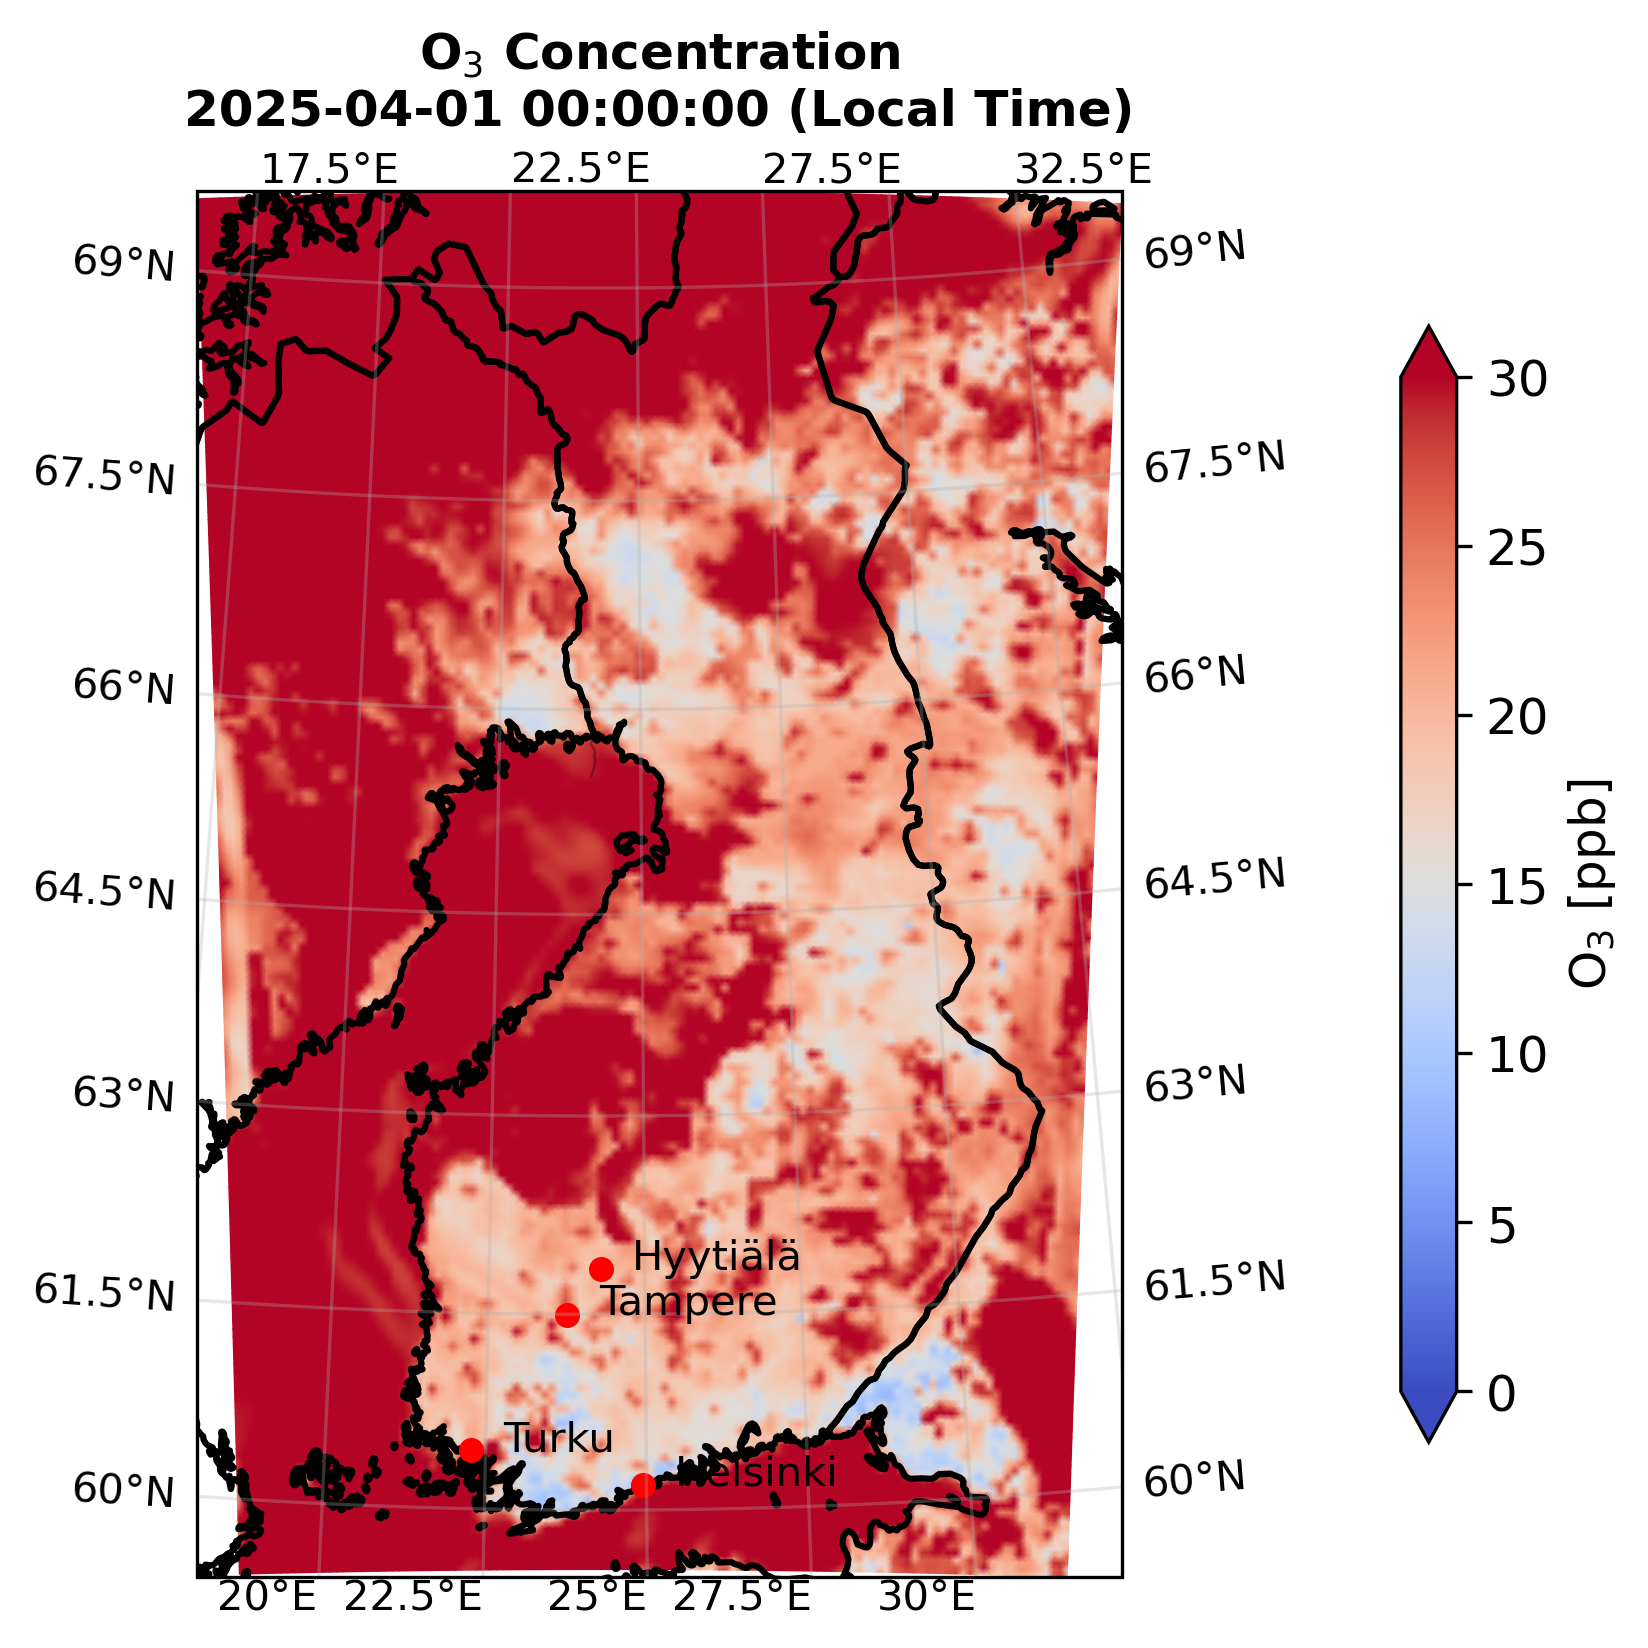 O₃ Concentration
2025-04-01 00:00:00 (Local Time)
17.5°E 22.5°E 27.5°E 32.5°E
69°N 69°N
67.5°N 67.5°N
66°N 66°N
64.5°N 64.5°N
63°N 63°N
61.5°N 61.5°N
60°N 60°N
Hyytiälä
Tampere
Turku
Helsinki
20°E 22.5°E 25°E 27.5°E 30°E
30
25
20
15
10
5
0
O₃ [ppb]